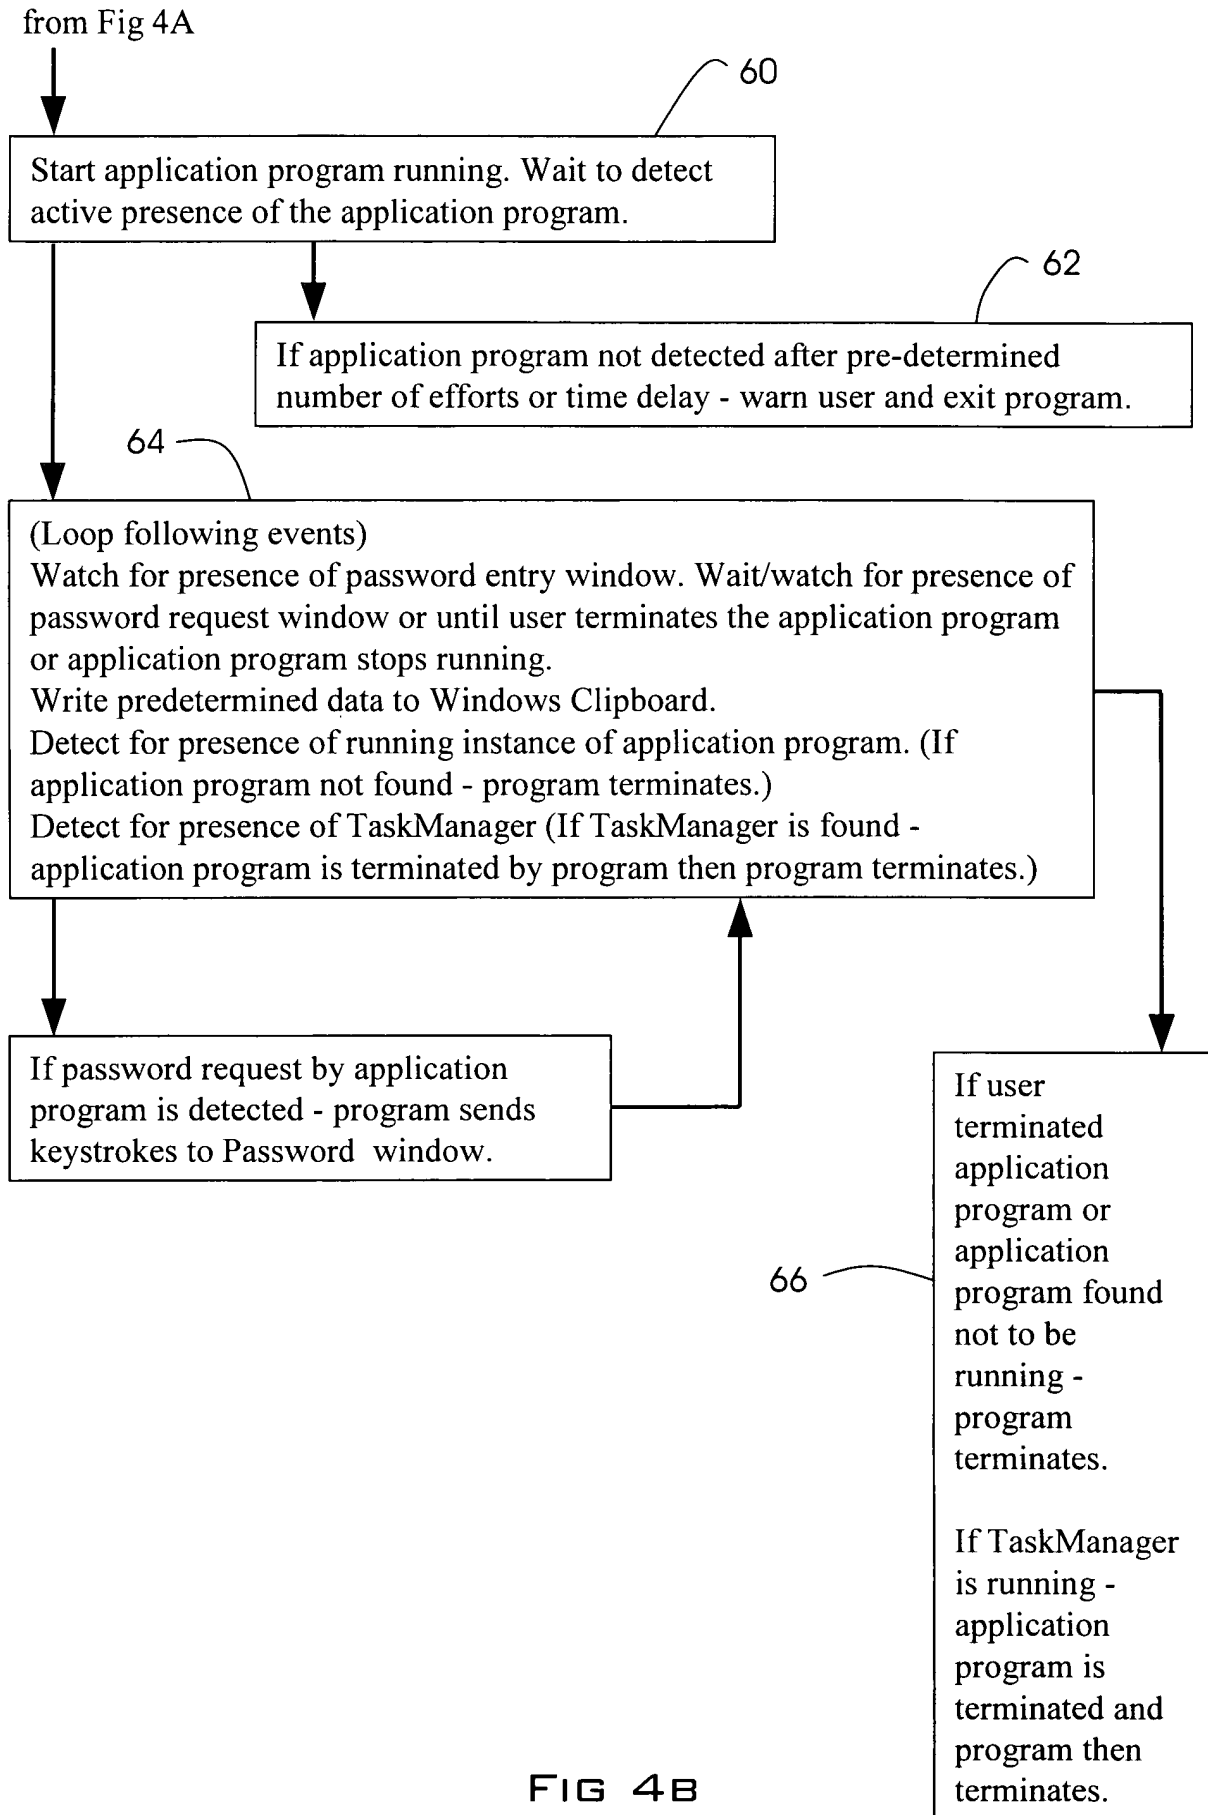 from Fig 4A
60
Start application program running. Wait to detect
active presence of the application program.
62
If application program not detected after pre-determined
number of efforts or time delay - warn user and exit program.
64
(Loop following events)
Watch for presence of password entry window. Wait/watch for presence of
password request window or until user terminates the application program
or application program stops running.
Write predetermined data to Windows Clipboard.
Detect for presence of running instance of application program. (If
application program not found - program terminates.)
Detect for presence of TaskManager (If TaskManager is found -
application program is terminated by program then program terminates.)
If password request by application
program is detected - program sends
keystrokes to Password window.
66
If user
terminated
application
program or
application
program found
not to be
running -
program
terminates.
If TaskManager
is running -
application
program is
terminated and
program then
terminates.
FIG 4B